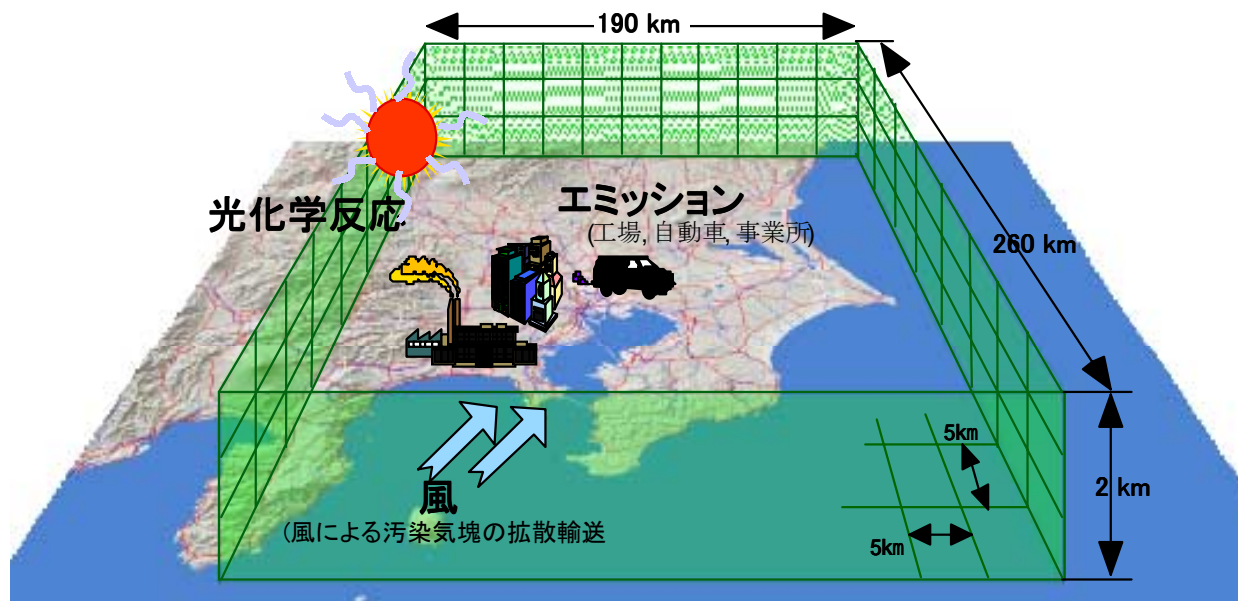 190 km
光化学反応
エミッション
(工場, 自動車, 事業所)
260 km
5km
2 km
風
5km
(風による汚染気塊の拡散輸送